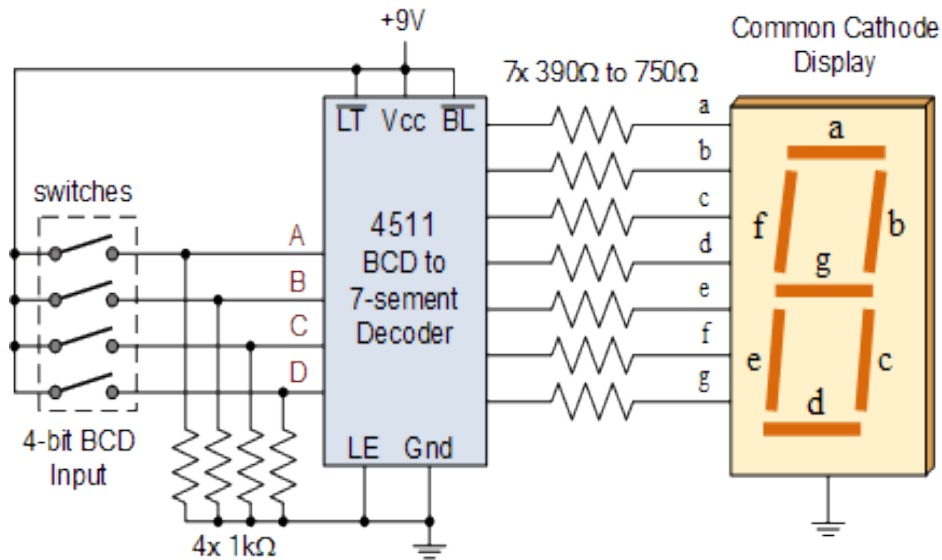 +9V
Common Cathode
Display
7x 390Ω to 750Ω
LT Vcc BL
switches
A
B
C
D
4511
BCD to
7-sement
Decoder
LE Gnd
4-bit BCD
Input
4x 1kΩ
a
b
c
d
e
f
g
a
f
b
g
e
c
d